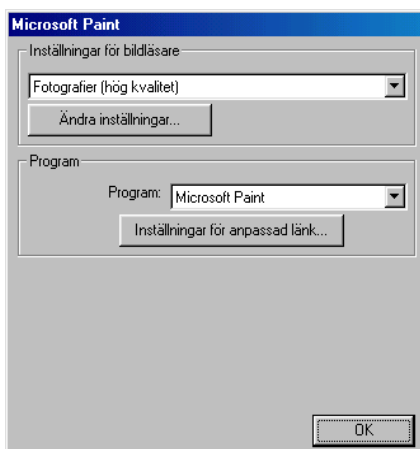 Microsoft Paint
Inställningar för bildläsare
Fotografier (hög kvalitet)
Ändra inställningar...
Program
Program: Microsoft Paint
Inställningar för anpassad länk...
OK